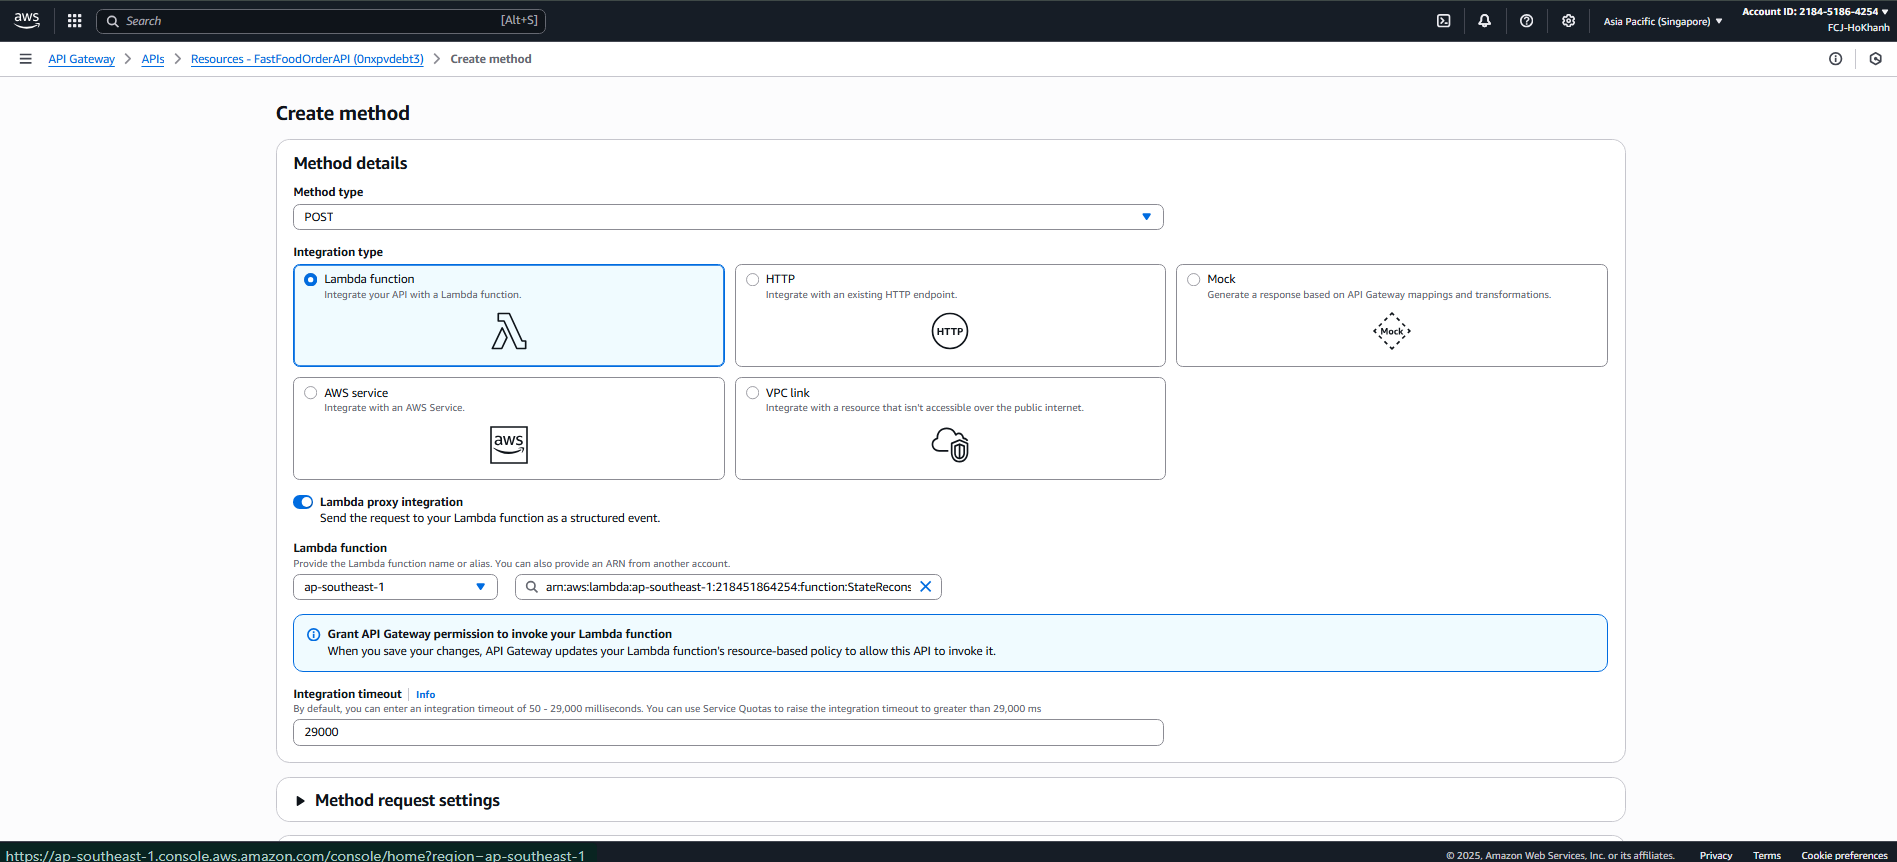 aws
Search
[Alt+S]
Asia Pacific (Singapore)
Account ID: 2184-5186-4254
FCJ-HoKhanh
API Gateway
APIs
Resources - FastFoodOrderAPI (0nxpvdebt3)
Create method
Create method
Method details
Method type
POST
Integration type
Lambda function
Integrate your API with a Lambda function.
HTTP
Integrate with an existing HTTP endpoint.
HTTP
Mock
Generate a response based on API Gateway mappings and transformations.
Mock
AWS service
Integrate with an AWS Service.
aws
VPC link
Integrate with a resource that isn't accessible over the public internet.
Lambda proxy integration
Send the request to your Lambda function as a structured event.
Lambda function
Provide the Lambda function name or alias. You can also provide an ARN from another account.
ap-southeast-1
arn:aws:lambda:ap-southeast-1:218451864254:function:StateRecons
Grant API Gateway permission to invoke your Lambda function
When you save your changes, API Gateway updates your Lambda function's resource-based policy to allow this API to invoke it.
Integration timeout
Info
By default, you can enter an integration timeout of 50 - 29,000 milliseconds. You can use Service Quotas to raise the integration timeout to greater than 29,000 ms
29000
Method request settings
https://ap-southeast-1.console.aws.amazon.com/console/home?region=ap-southeast-1
© 2025, Amazon Web Services, Inc. or its affiliates.
Privacy
Terms
Cookie preferences